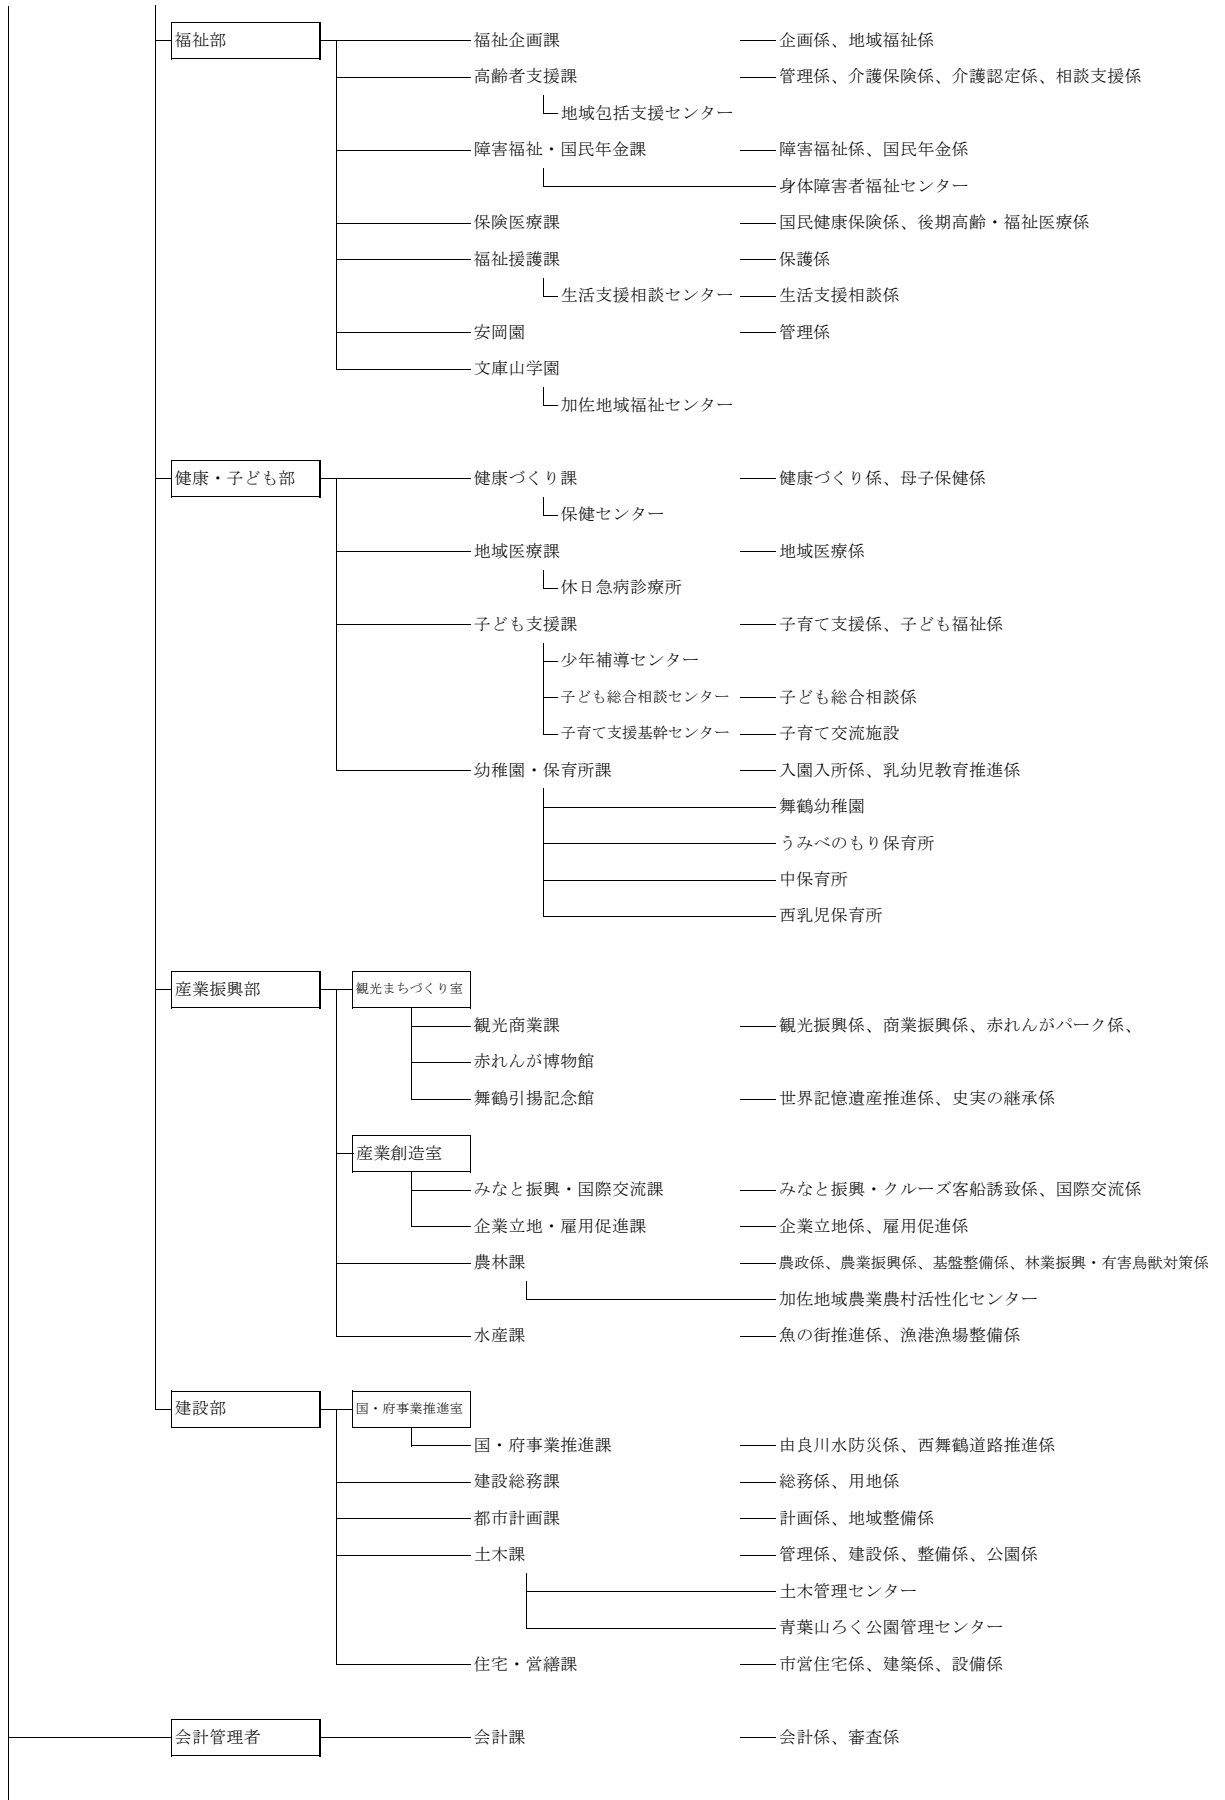 福祉部 福祉企画課 企画係、地域福祉係
高齢者支援課 管理係、介護保険係、介護認定係、相談支援係
地域包括支援センター
障害福祉・国民年金課 障害福祉係、国民年金係
身体障害者福祉センター
保険医療課 国民健康保険係、後期高齢・福祉医療係
福祉援護課 保護係
生活支援相談センター 生活支援相談係
安岡園 管理係
文庫山学園
加佐地域福祉センター
健康・子ども部 健康づくり課 健康づくり係、母子保健係
保健センター
地域医療課 地域医療係
休日急病診療所
子ども支援課 子育て支援係、子ども福祉係
少年補導センター
子ども総合相談センター 子ども総合相談係
子育て支援基幹センター 子育て交流施設
幼稚園・保育所課 入園入所係、乳幼児教育推進係
舞鶴幼稚園
うみべのもり保育所
中保育所
西乳児保育所
産業振興部 観光まちづくり室
観光商業課 観光振興係、商業振興係、赤れんがパーク係、
赤れんが博物館
舞鶴引揚記念館 世界記憶遺産推進係、史実の継承係
産業創造室
みなと振興・国際交流課 みなと振興・クルーズ客船誘致係、国際交流係
企業立地・雇用促進課 企業立地係、雇用促進係
農林課 農政係、農業振興係、基盤整備係、林業振興・有害鳥獣対策係
加佐地域農業農村活性化センター
水産課 魚の街推進係、漁港漁場整備係
建設部 国・府事業推進室
国・府事業推進課 由良川水防災係、西舞鶴道路推進係
建設総務課 総務係、用地係
都市計画課 計画係、地域整備係
土木課 管理係、建設係、整備係、公園係
土木管理センター
青葉山ろく公園管理センター
住宅・営繕課 市営住宅係、建築係、設備係
会計管理者 会計課 会計係、審査係